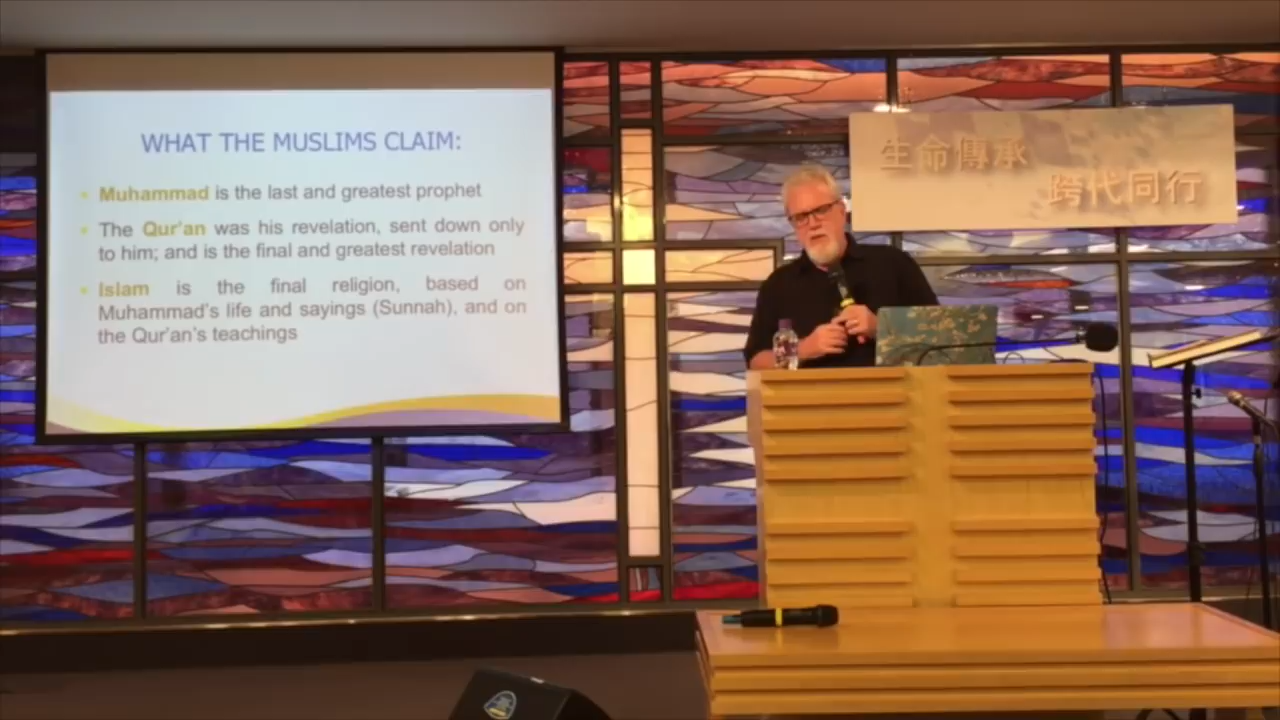 WHAT THE MUSLIMS CLAIM:
Muhammad is the last and greatest prophet
The Qur'an was his revelation, sent down only
to him; and is the final and greatest revelation
Islam is the final religion, based on
Muhammad's life and sayings (Sunnah), and on
the Qur'an's teachings
生命傳承
跨代同行